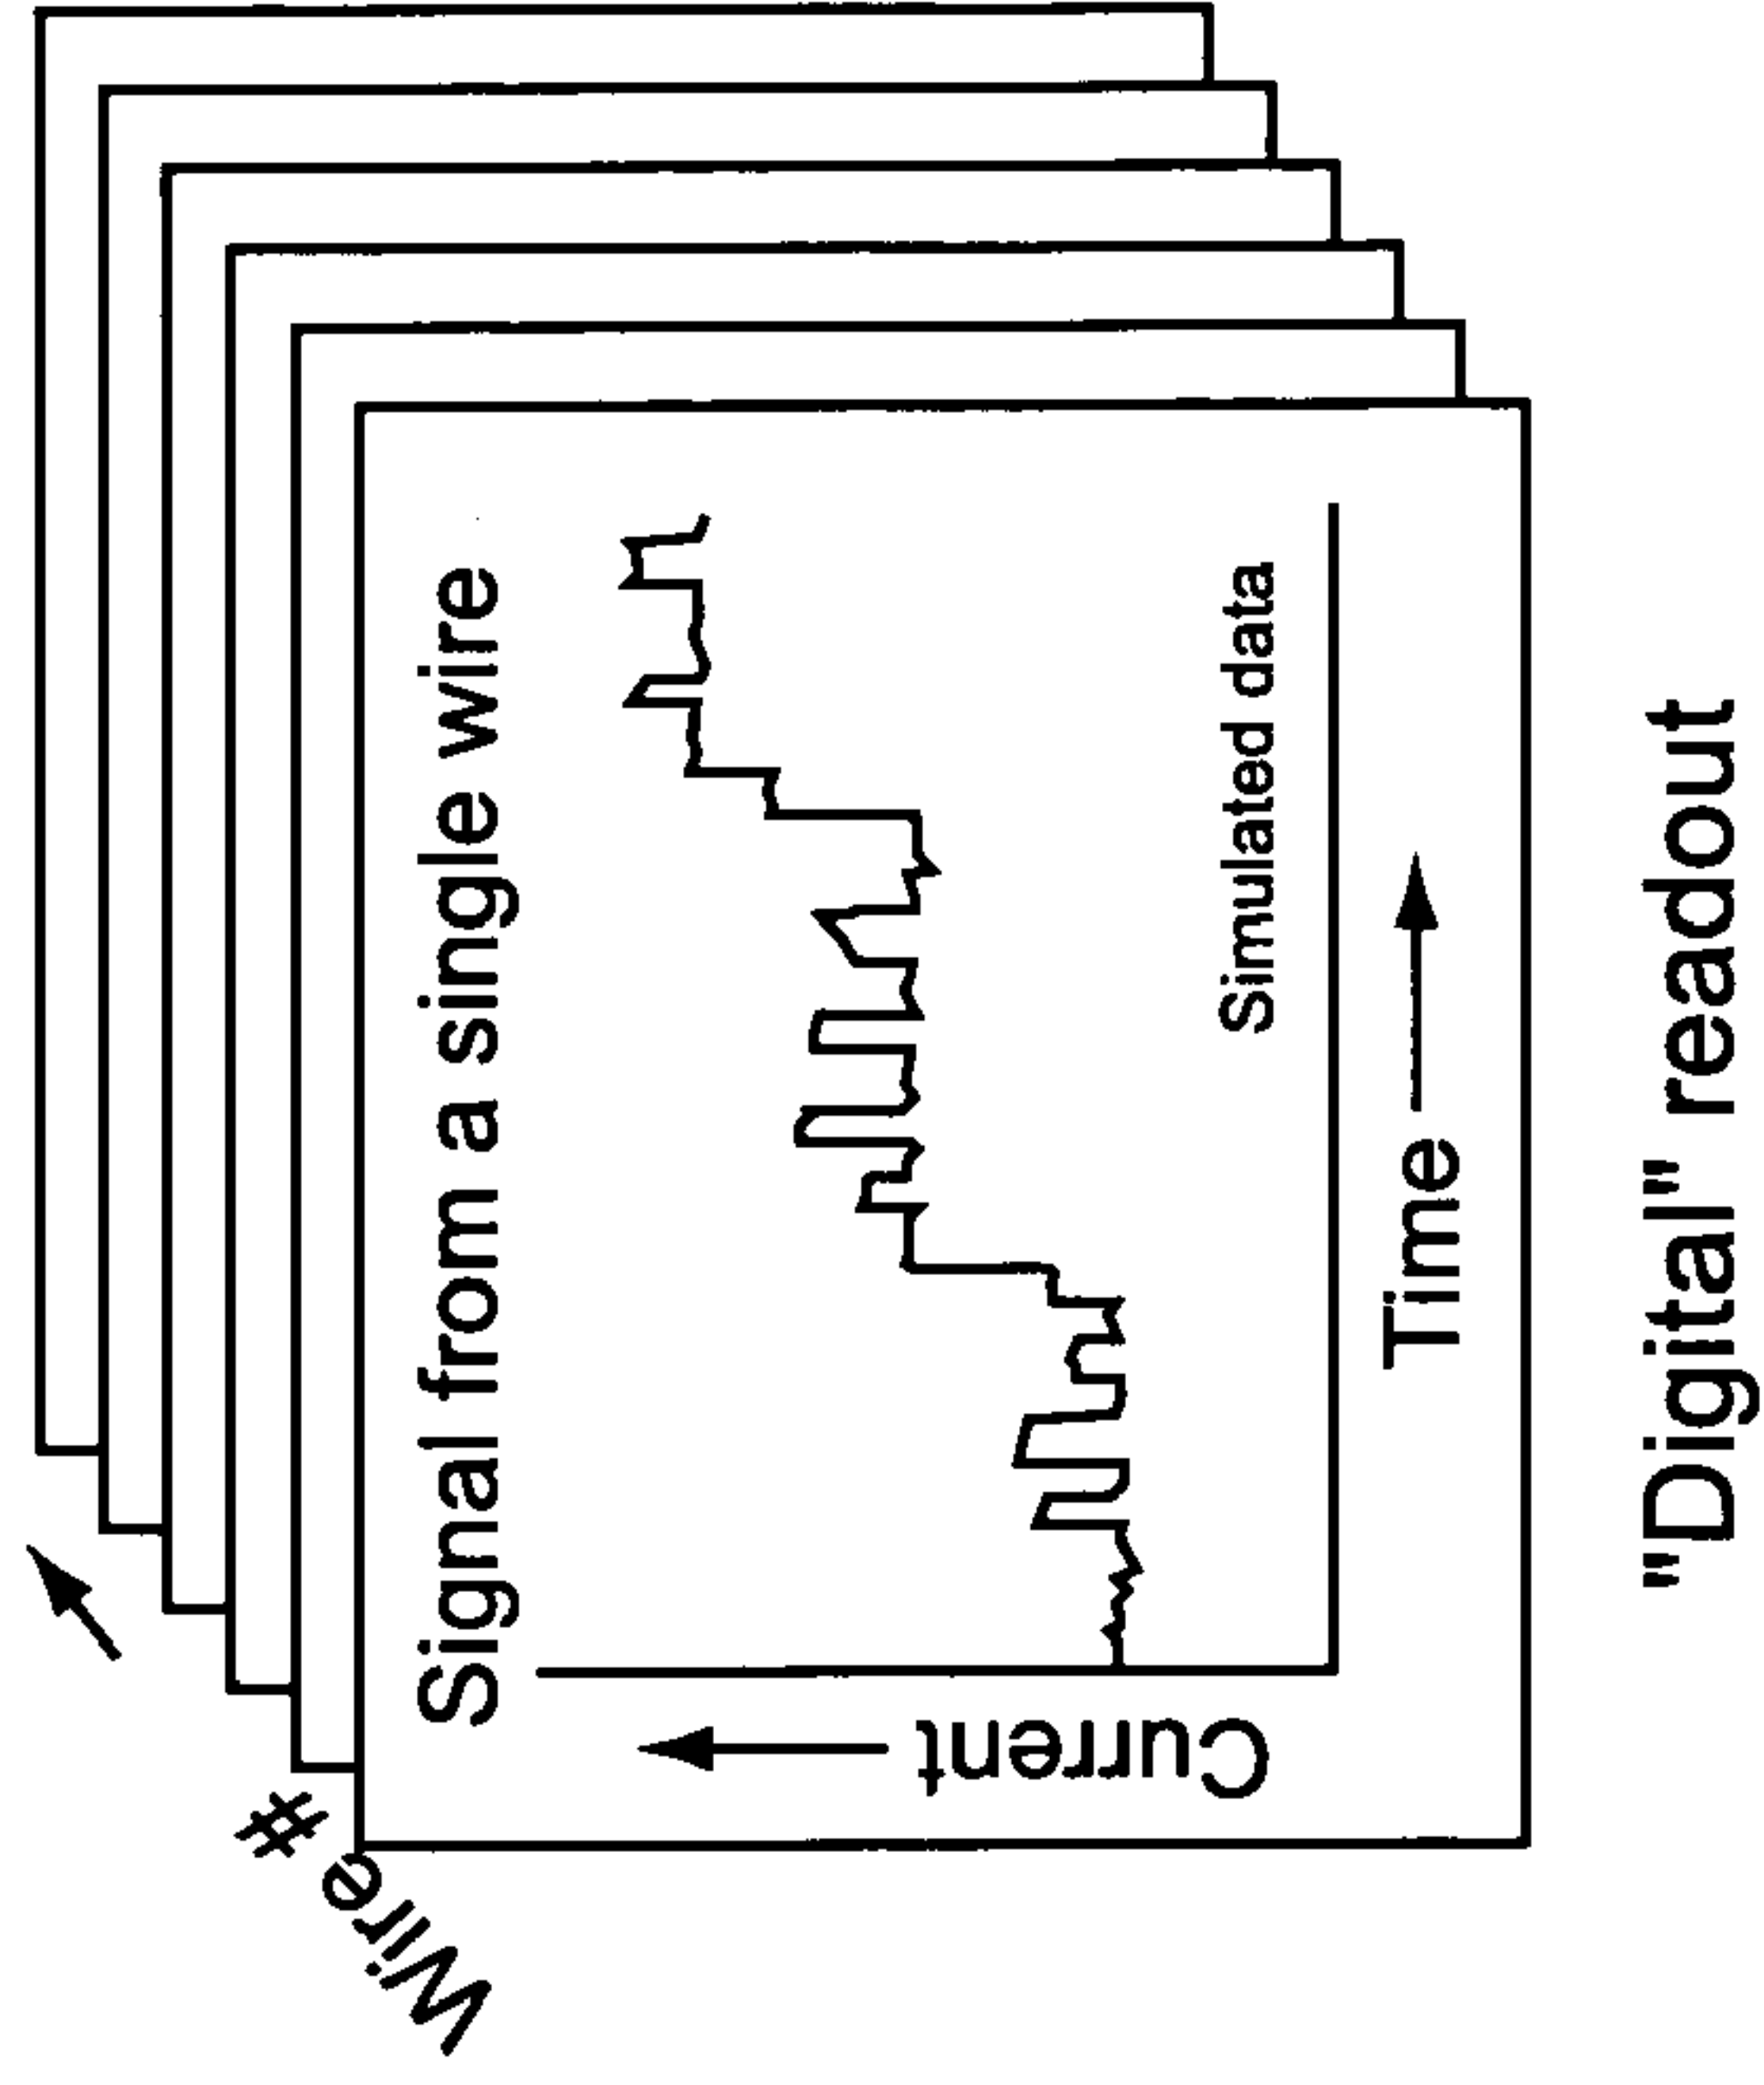 Signal from a single wire
Current
Simulated data
Time
Wire #
"Digital" readout